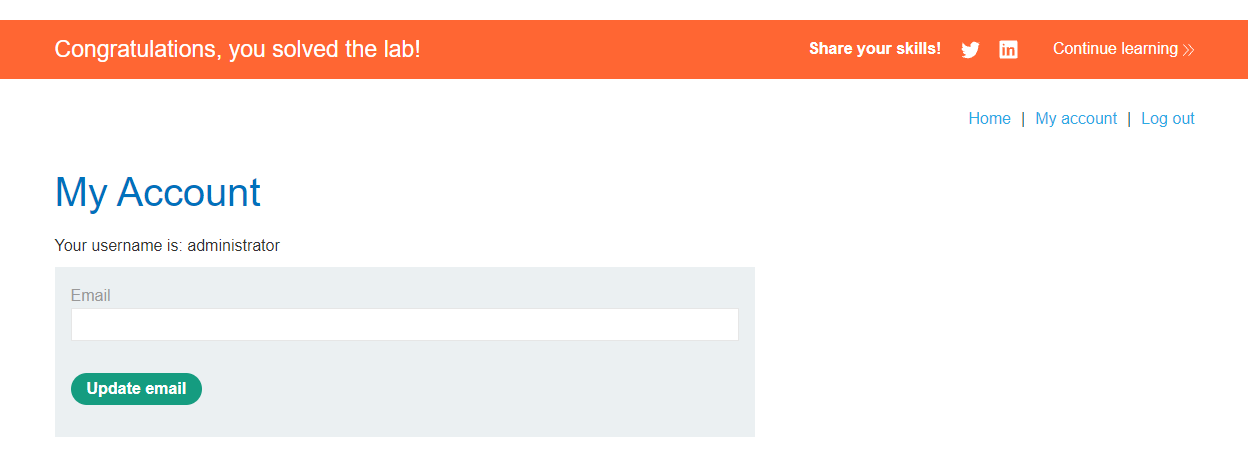 Congratulations, you solved the lab! Share your skills! Continue learning
Home | My account | Log out
My Account
Your username is: administrator
Email
Update email